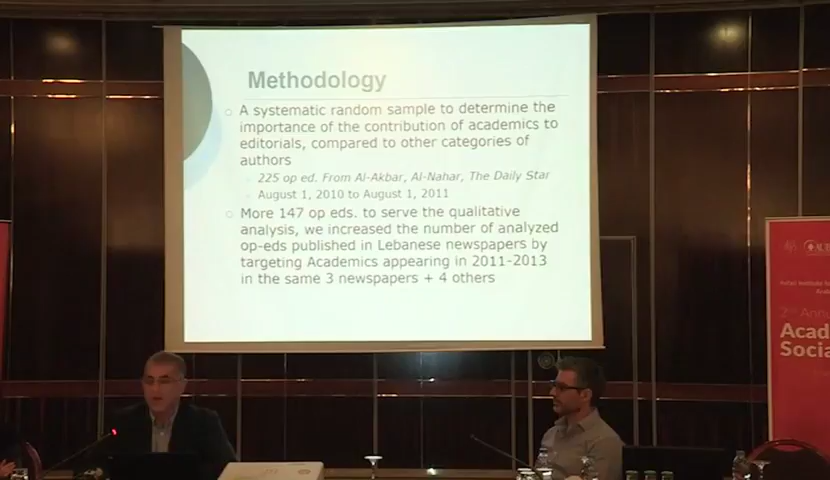 Methodology
A systematic random sample to determine the
importance of the contribution of academics to
editorials, compared to other categories of
authors
225 op ed. From Al-Akbar, Al-Nahar, The Daily Star
August 1, 2010 to August 1, 2011
More 147 op eds. to serve the qualitative
analysis, we increased the number of analyzed
op-eds published in Lebanese newspapers by
targeting Academics appearing in 2011-2013
in the same 3 newspapers + 4 others
2nd Annu
Acad
Socia